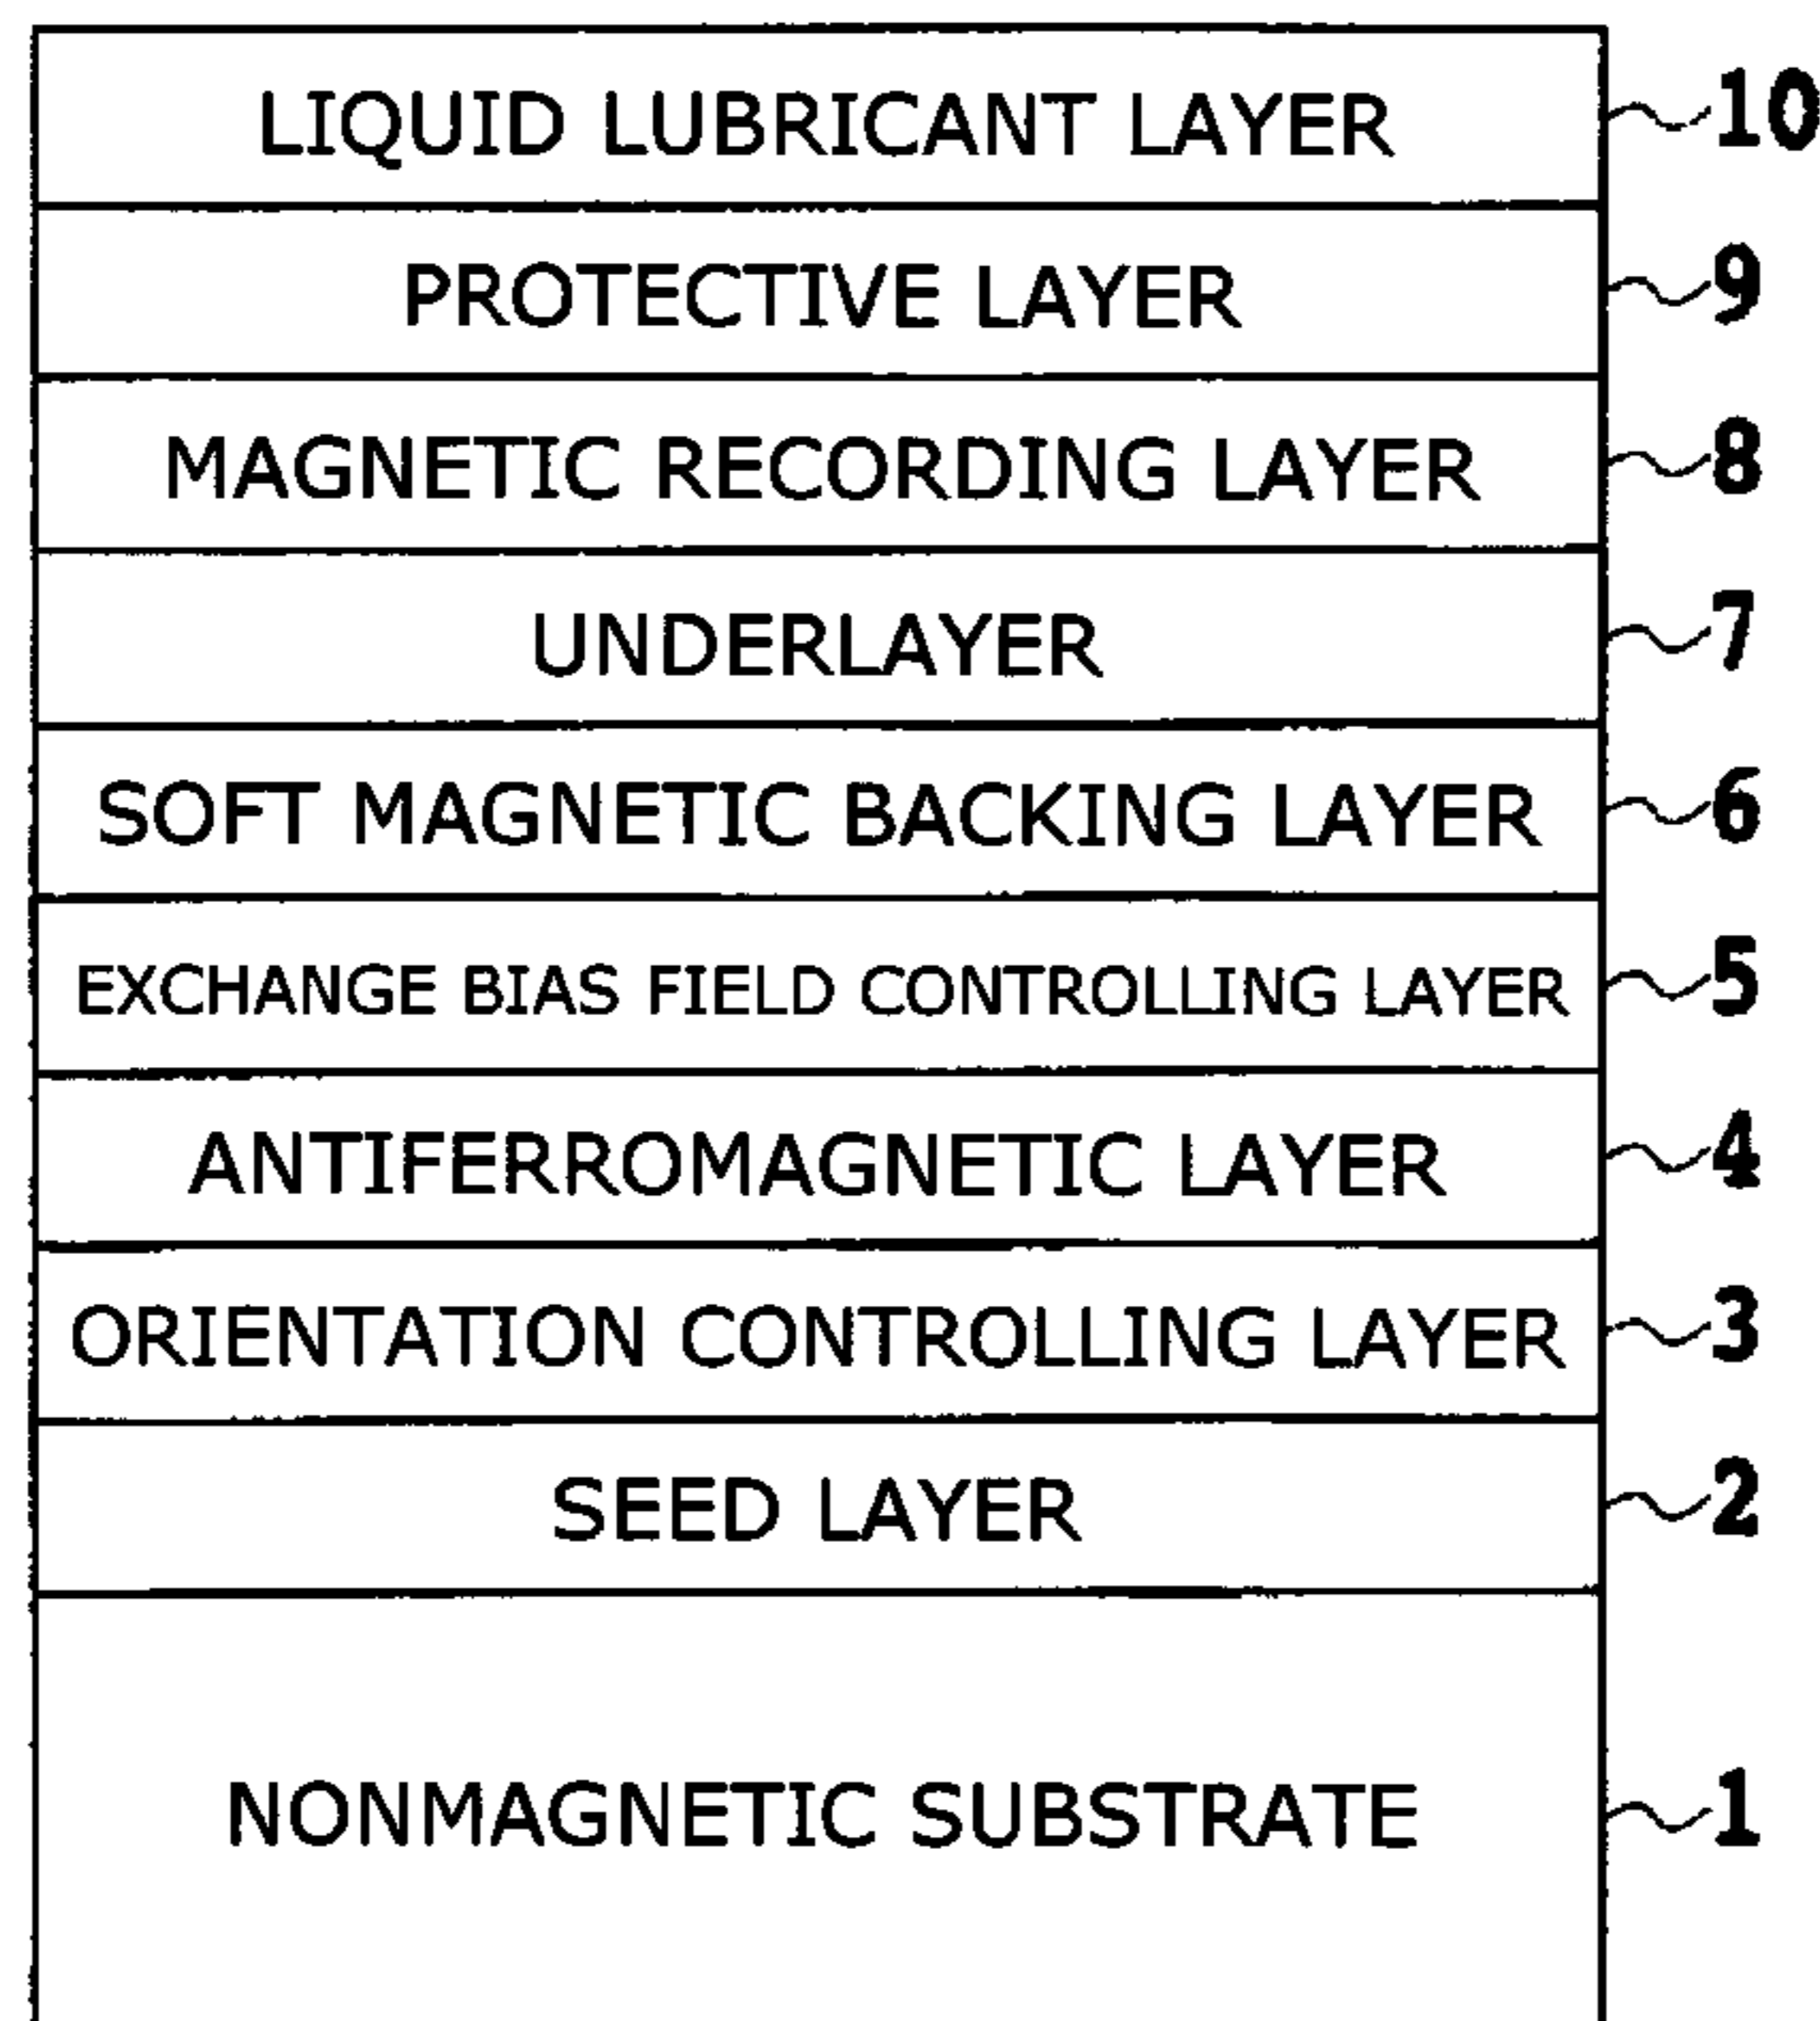 LIQUID LUBRICANT LAYER 10
PROTECTIVE LAYER 9
MAGNETIC RECORDING LAYER 8
UNDERLAYER 7
SOFT MAGNETIC BACKING LAYER 6
EXCHANGE BIAS FIELD CONTROLLING LAYER 5
ANTIFERROMAGNETIC LAYER 4
ORIENTATION CONTROLLING LAYER 3
SEED LAYER 2
NONMAGNETIC SUBSTRATE 1